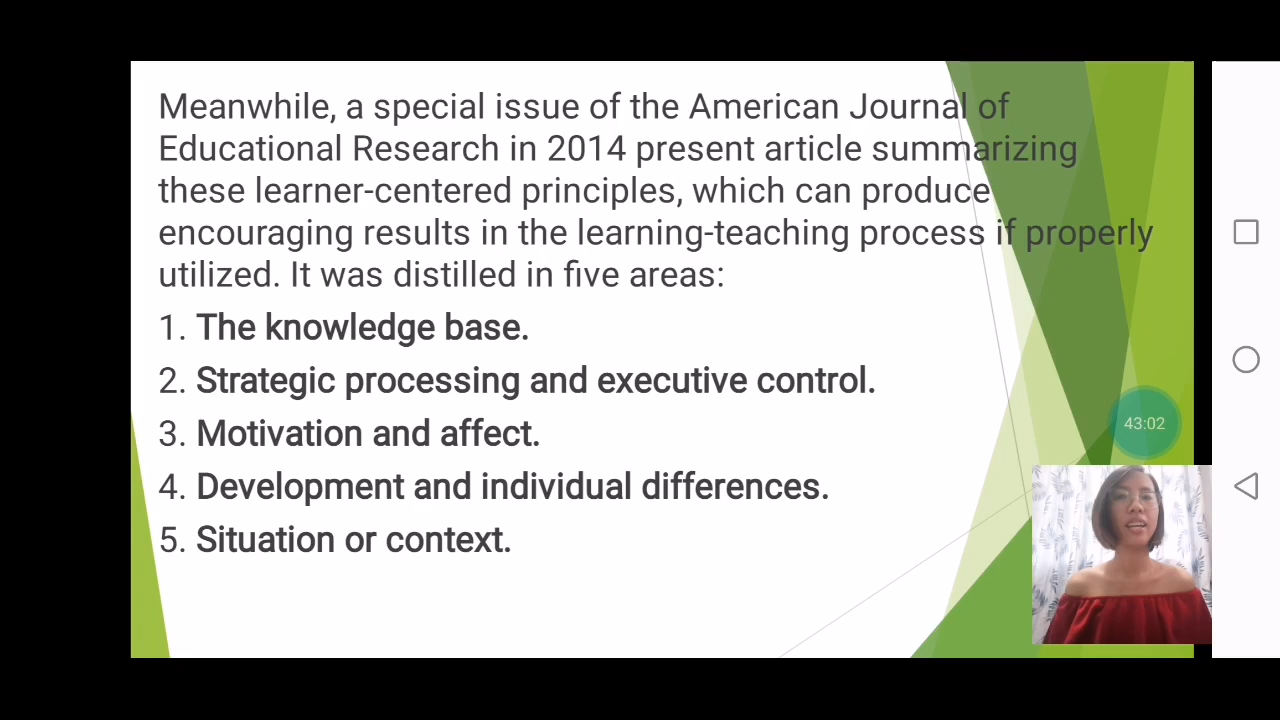 Meanwhile, a special issue of the American Journal of
Educational Research in 2014 present article summarizing
these learner-centered principles, which can produce
encouraging results in the learning-teaching process if properly
utilized. It was distilled in five areas:
1. The knowledge base.
2. Strategic processing and executive control.
3. Motivation and affect.
4. Development and individual differences.
5. Situation or context.
43:02